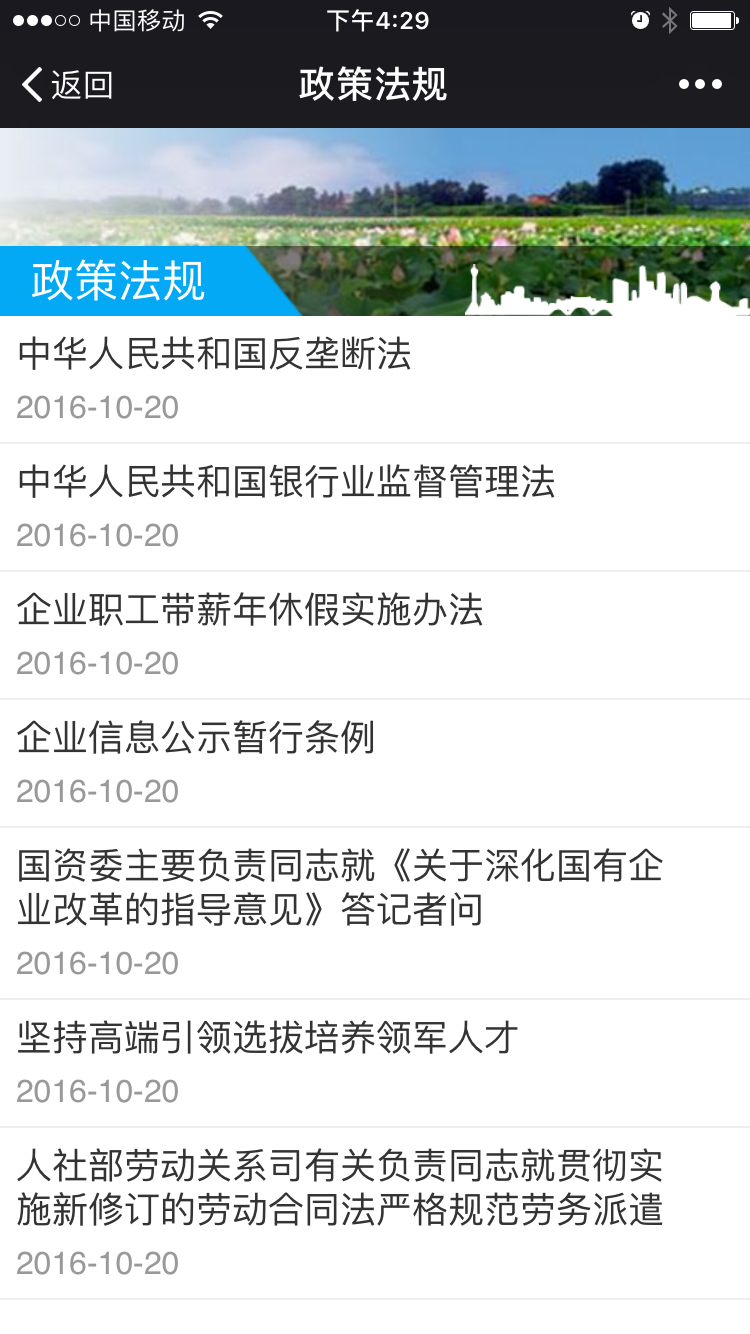 中国移动
下午4:29
返回
政策法规
政策法规
中华人民共和国反垄断法
2016-10-20
中华人民共和国银行业监督管理法
2016-10-20
企业职工带薪年休假实施办法
2016-10-20
企业信息公示暂行条例
2016-10-20
国资委主要负责同志就《关于深化国有企
业改革的指导意见》答记者问
2016-10-20
坚持高端引领选拔培养领军人才
2016-10-20
人社部劳动关系司有关负责同志就贯彻实
施新修订的劳动合同法严格规范劳务派遣
2016-10-20